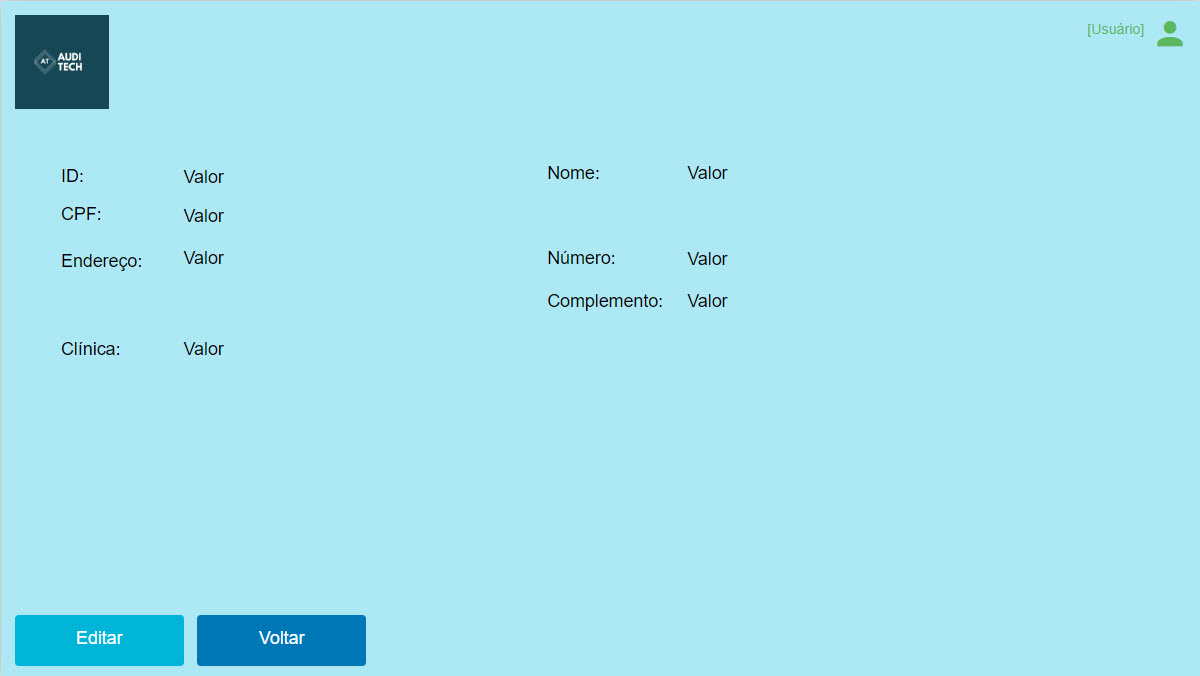 AT AUDI
TECH
[Usuário]
ID: Valor Nome: Valor
CPF: Valor
Endereço: Valor Número: Valor
Complemento: Valor
Clínica: Valor
Editar Voltar